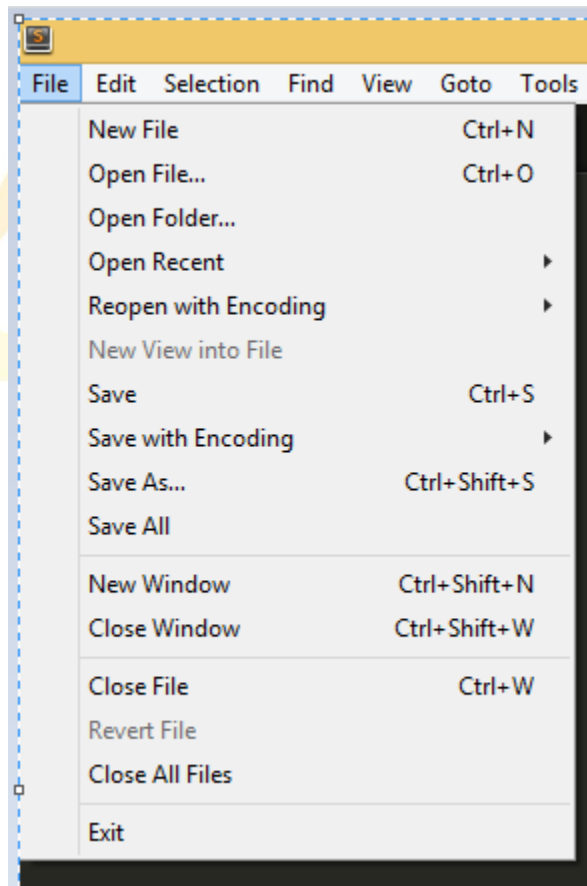 S
File Edit Selection Find View Goto Tools
New File Ctrl+N
Open File... Ctrl+O
Open Folder...
Open Recent
Reopen with Encoding
New View into File
Save Ctrl+S
Save with Encoding
Save As... Ctrl+Shift+S
Save All
New Window Ctrl+Shift+N
Close Window Ctrl+Shift+W
Close File Ctrl+W
Revert File
Close All Files
Exit